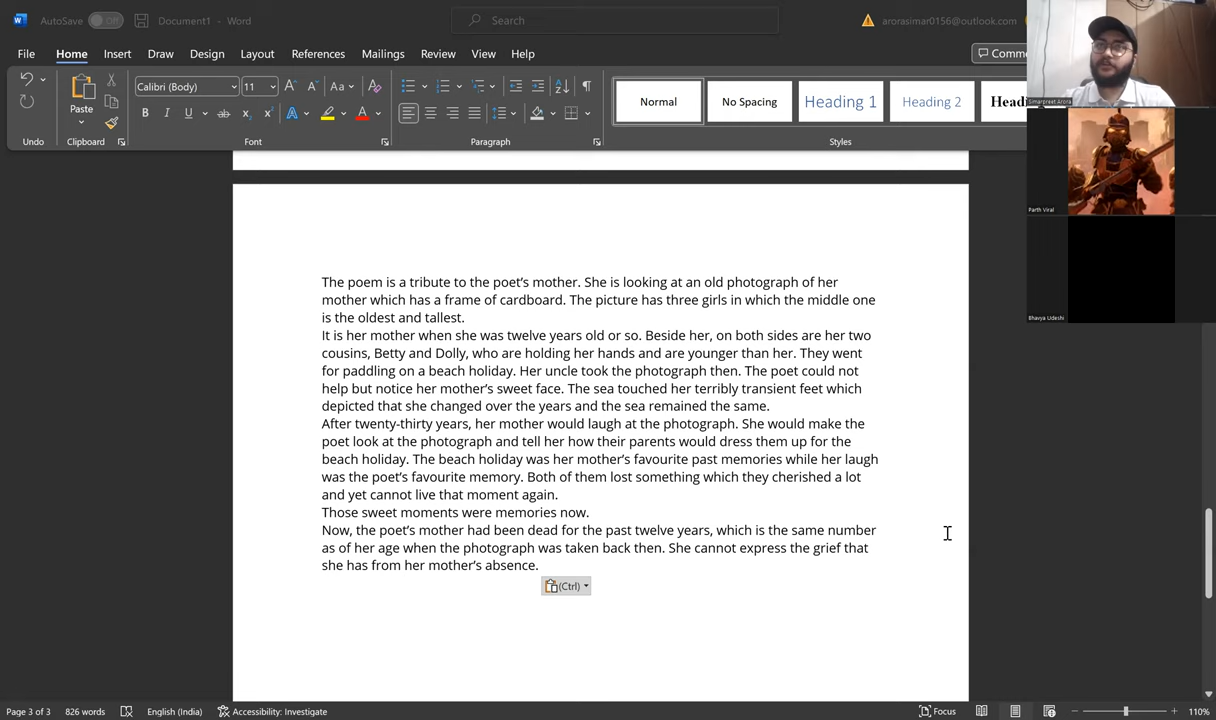 AutoSave Off Document1 - Word Search arorasimar0156@outlook.com
File Home Insert Draw Design Layout References Mailings Review View Help
Paste
Calibri (Body) 11 Aa
Normal No Spacing Heading 1 Heading 2
Undo Clipboard Font Paragraph Styles
Simarpreet Arora
Parth Viral
Bhavya Udeshi
The poem is a tribute to the poet’s mother. She is looking at an old photograph of her
mother which has a frame of cardboard. The picture has three girls in which the middle one
is the oldest and tallest.
It is her mother when she was twelve years old or so. Beside her, on both sides are her two
cousins, Betty and Dolly, who are holding her hands and are younger than her. They went
for paddling on a beach holiday. Her uncle took the photograph then. The poet could not
help but notice her mother’s sweet face. The sea touched her terribly transient feet which
depicted that she changed over the years and the sea remained the same.
After twenty-thirty years, her mother would laugh at the photograph. She would make the
poet look at the photograph and tell her how their parents would dress them up for the
beach holiday. The beach holiday was her mother’s favourite past memories while her laugh
was the poet’s favourite memory. Both of them lost something which they cherished a lot
and yet cannot live that moment again.
Those sweet moments were memories now.
Now, the poet’s mother had been dead for the past twelve years, which is the same number
as of her age when the photograph was taken back then. She cannot express the grief that
she has from her mother’s absence.
(Ctrl)
Page 3 of 3 826 words English (India) Accessibility: Investigate Focus 110%